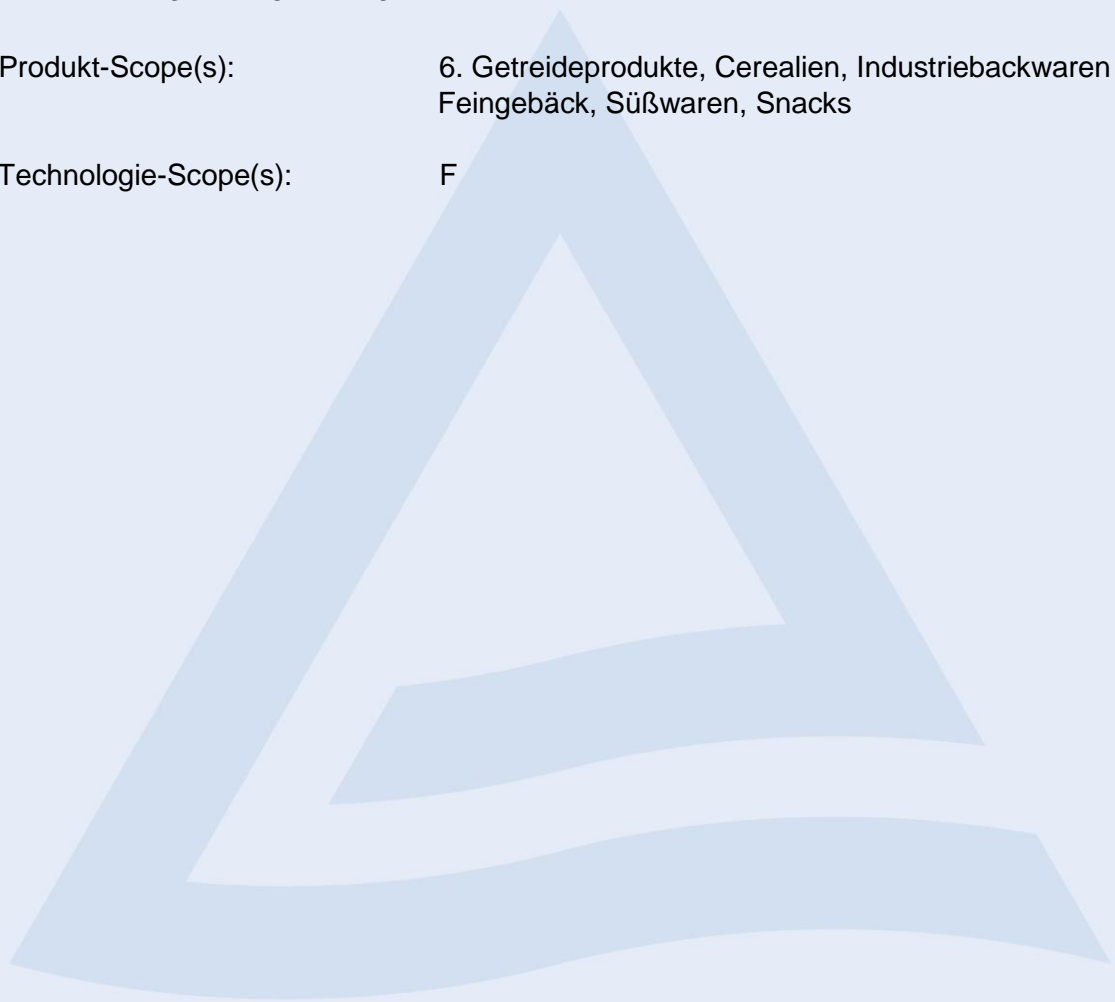 Produkt-Scope(s): 6. Getreideprodukte, Cerealien, Industriebackwaren
Feingebäck, Süßwaren, Snacks
Technologie-Scope(s): F